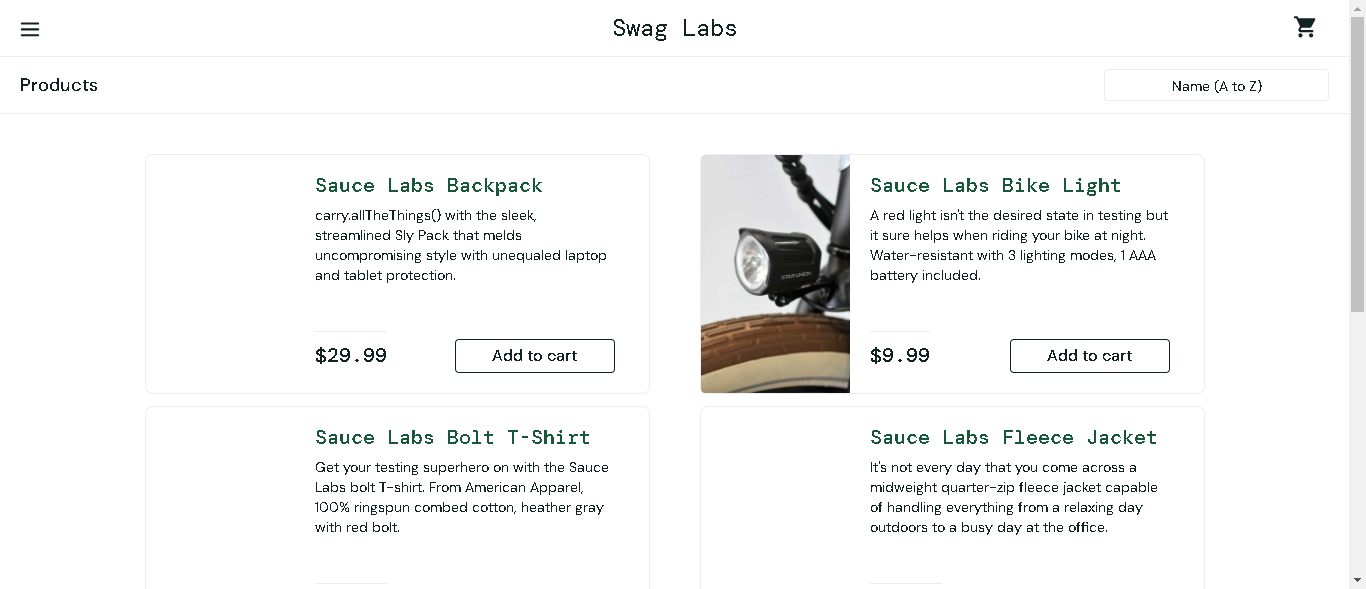 Swag Labs
Products
Name (A to Z)
Sauce Labs Backpack
carry.allTheThings() with the sleek,
streamlined Sly Pack that melds
uncompromising style with unequaled laptop
and tablet protection.
$29.99
Add to cart
Sauce Labs Bike Light
A red light isn't the desired state in testing but
it sure helps when riding your bike at night.
Water-resistant with 3 lighting modes, 1 AAA
battery included.
$9.99
Add to cart
STAR UNION
Sauce Labs Bolt T-Shirt
Get your testing superhero on with the Sauce
Labs bolt T-shirt. From American Apparel,
100% ringspun combed cotton, heather gray
with red bolt.
Sauce Labs Fleece Jacket
It's not every day that you come across a
midweight quarter-zip fleece jacket capable
of handling everything from a relaxing day
outdoors to a busy day at the office.